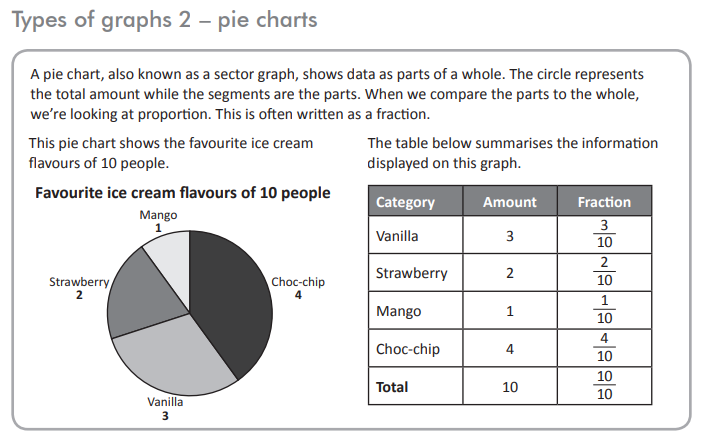 Types of graphs 2 – pie charts
A pie chart, also known as a sector graph, shows data as parts of a whole. The circle represents
the total amount while the segments are the parts. When we compare the parts to the whole,
we’re looking at proportion. This is often written as a fraction.
This pie chart shows the favourite ice cream
flavours of 10 people.
Favourite ice cream flavours of 10 people
Mango
1
Strawberry
2
Choc-chip
4
Vanilla
3
The table below summarises the information
displayed on this graph.
Category Amount Fraction
Vanilla 3 3/10
Strawberry 2 2/10
Mango 1 1/10
Choc-chip 4 4/10
Total 10 10/10